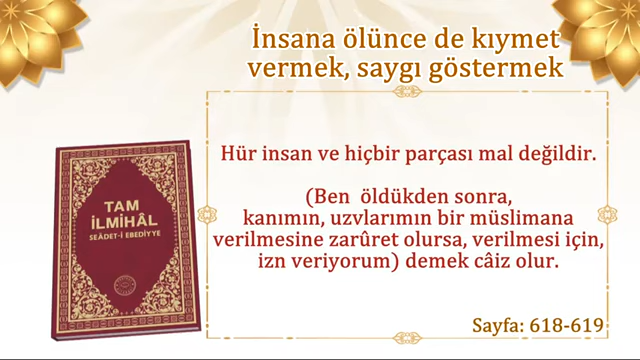 İnsana ölünce de kıymet
vermek, saygı göstermek
Hür insan ve hiçbir parçası mal değildir.
(Ben öldükden sonra,
kanımın, uzvlarımın bir müslimana
verilmesine zarûret olursa, verilmesi için,
izn veriyorum) demek câiz olur.
TAM
İLMİHÂL
SEÂDET-İ EBEDİYYE
Sayfa: 618-619